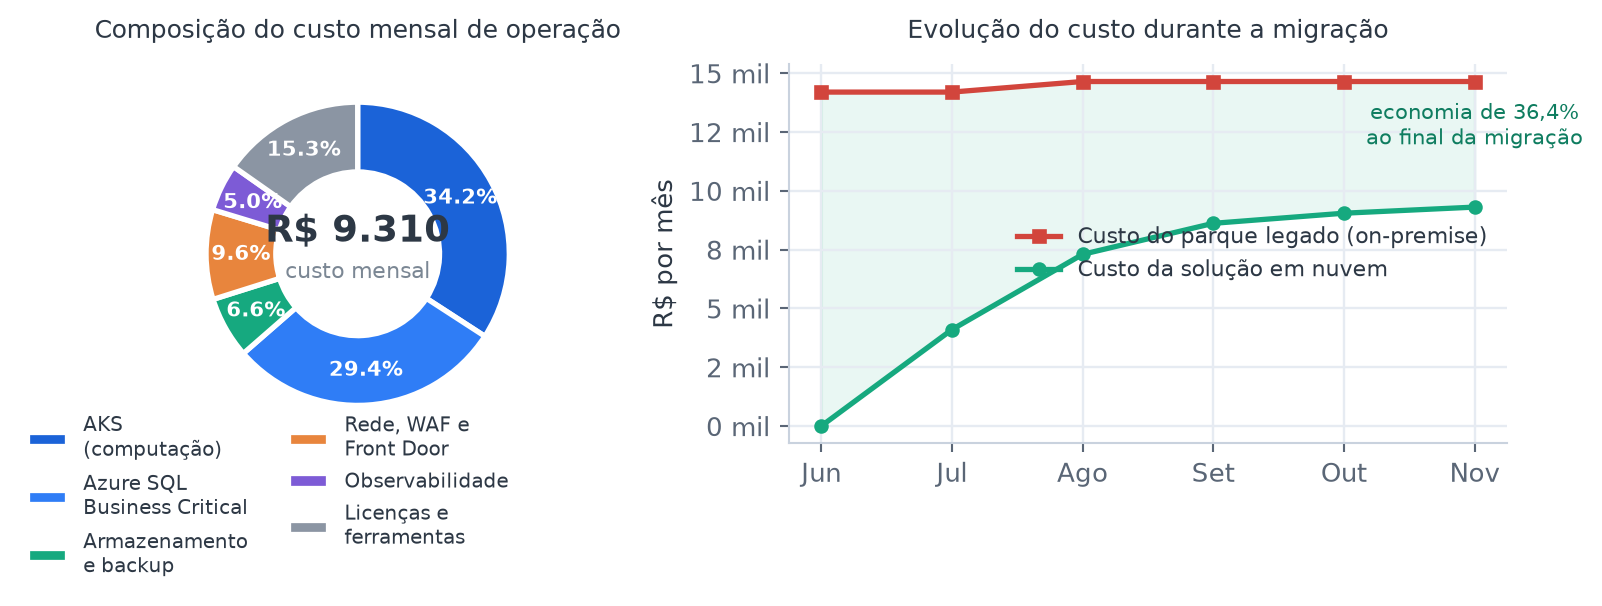 Composição do custo mensal de operação
34.2%
29.4%
6.6%
9.6%
5.0%
15.3%
R$ 9.310
custo mensal
AKS
(computação)
Azure SQL
Business Critical
Armazenamento
e backup
Rede, WAF e
Front Door
Observabilidade
Licenças e
ferramentas
Evolução do custo durante a migração
R$ por mês
15 mil
12 mil
10 mil
8 mil
5 mil
2 mil
0 mil
Jun
Jul
Ago
Set
Out
Nov
economia de 36,4%
ao final da migração
Custo do parque legado (on-premise)
Custo da solução em nuvem